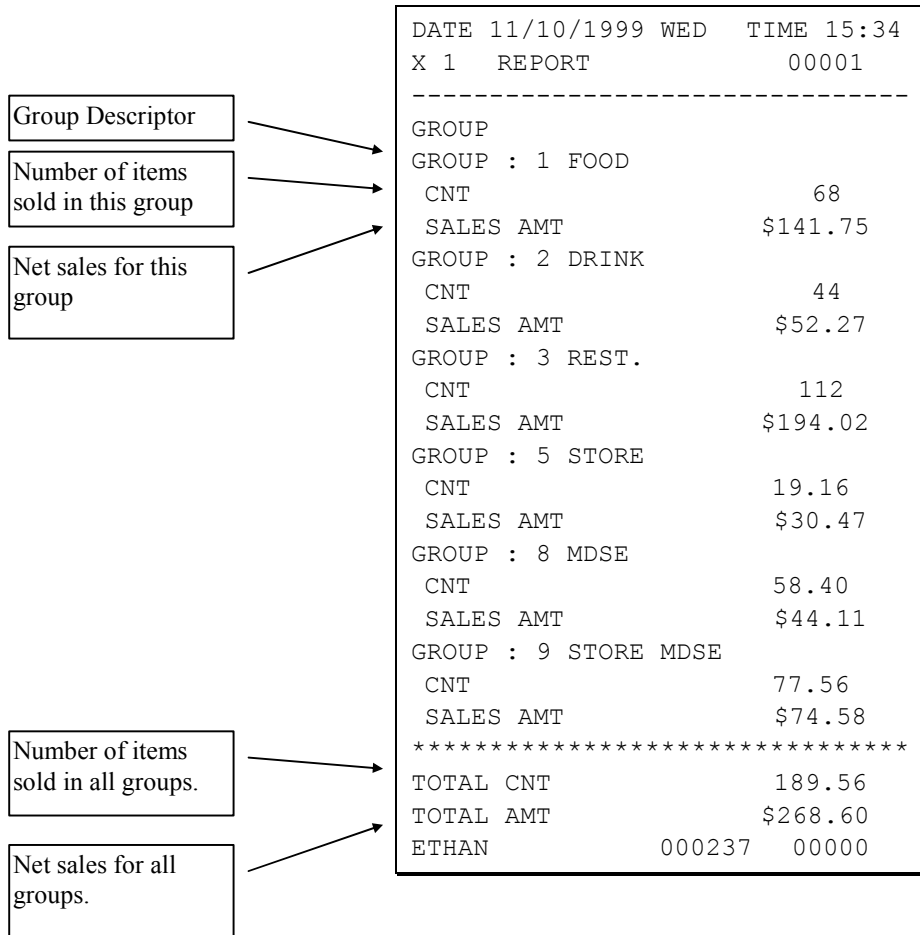 DATE 11/10/1999 WED TIME 15:34
X 1 REPORT 00001
--------------------------------
Group Descriptor
GROUP
GROUP : 1 FOOD
Number of items
sold in this group
CNT 68
SALES AMT $141.75
Net sales for this
group
GROUP : 2 DRINK
CNT 44
SALES AMT $52.27
GROUP : 3 REST.
CNT 112
SALES AMT $194.02
GROUP : 5 STORE
CNT 19.16
SALES AMT $30.47
GROUP : 8 MDSE
CNT 58.40
SALES AMT $44.11
GROUP : 9 STORE MDSE
CNT 77.56
SALES AMT $74.58
********************************
Number of items
sold in all groups.
TOTAL CNT 189.56
TOTAL AMT $268.60
Net sales for all
groups.
ETHAN 000237 00000